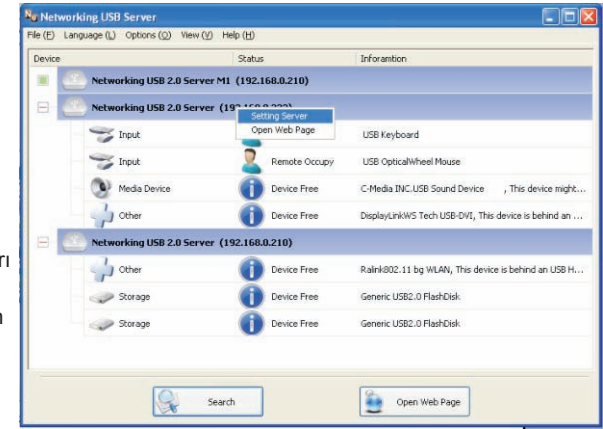 Networking USB Server
File (F) Language (L) Options (O) View (V) Help (H)
Device Status Inforamtion
Networking USB 2.0 Server M1 (192.168.0.210)
Networking USB 2.0 Server
Setting Server
Open Web Page
Input USB Keyboard
Input Remote Occupy USB OpticalWheel Mouse
Media Device Device Free C-Media INC.USB Sound Device , This device might...
Other Device Free DisplayLinkWS Tech USB-DVI, This device is behind an ...
Networking USB 2.0 Server (192.168.0.210)
rı
Other Device Free Ralink802.11 bg WLAN, This device is behind an USB H...
Storage Device Free Generic USB2.0 FlashDisk
Storage Device Free Generic USB2.0 FlashDisk
Search Open Web Page